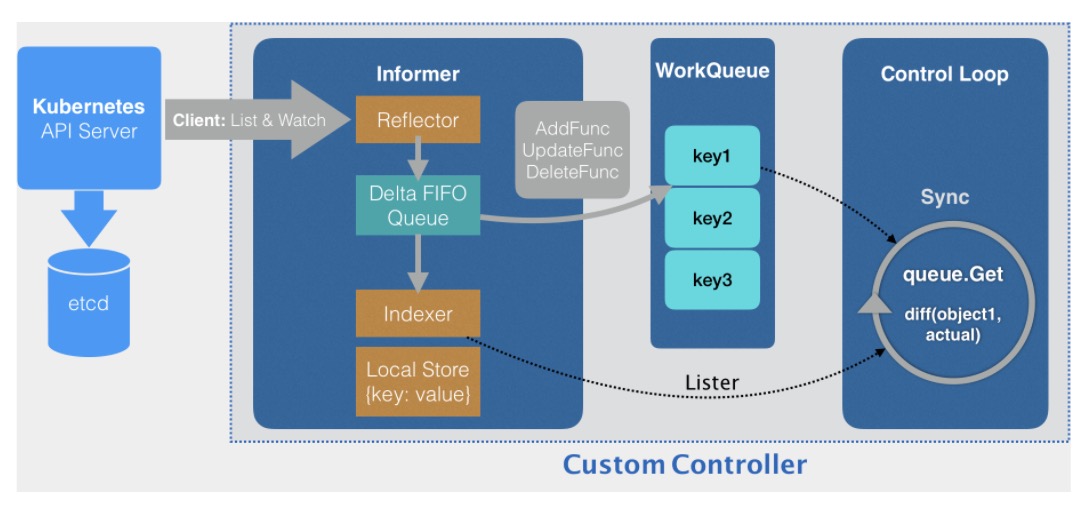 Kubernetes
API Server
etcd
Client: List & Watch
Informer
Reflector
Delta FIFO
Queue
Indexer
Local Store
{key: value}
AddFunc
UpdateFunc
DeleteFunc
WorkQueue
key1
key2
key3
Lister
Control Loop
Sync
queue.Get
diff(object1,
actual)
Custom Controller